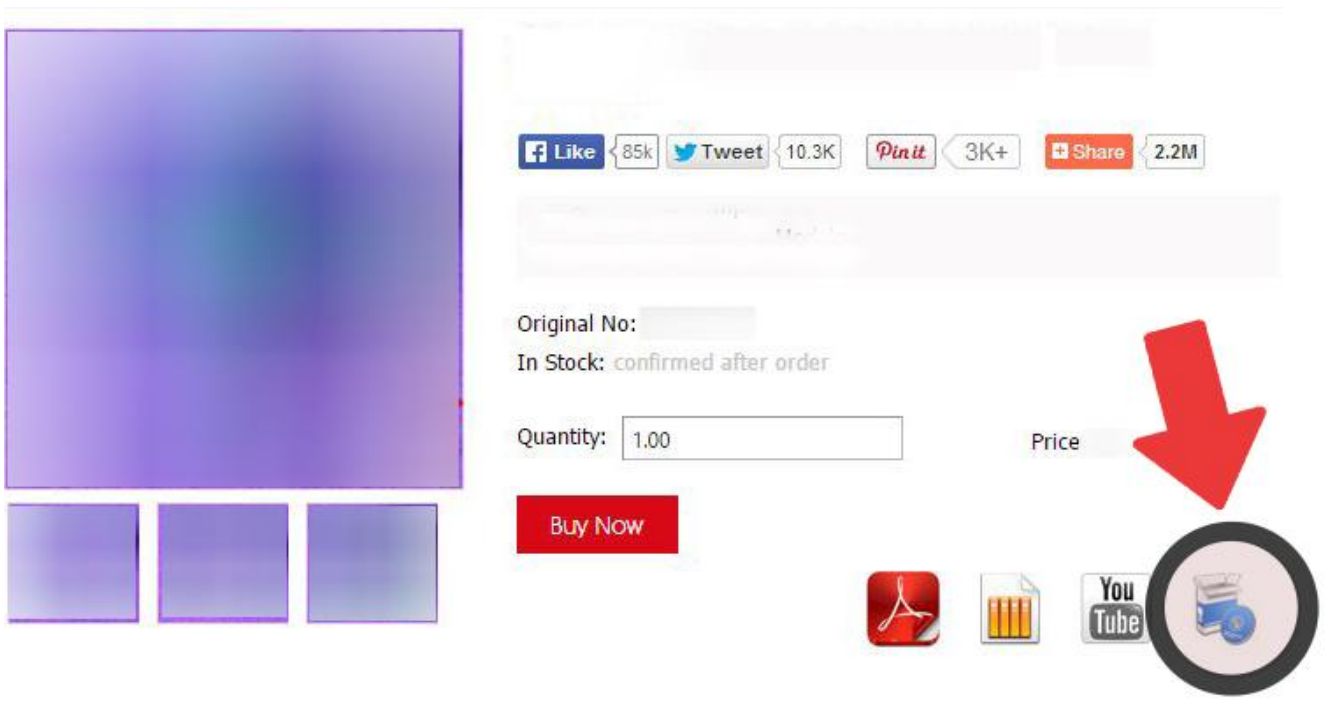 Like 85k Tweet 10.3K Pin it 3K+ Share 2.2M
Original No:
In Stock: confirmed after order
Quantity: 1.00 Price
Buy Now
You
Tube